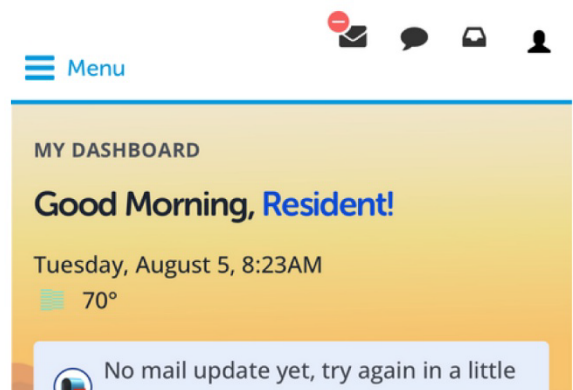 Menu
MY DASHBOARD
Good Morning, Resident!
Tuesday, August 5, 8:23AM
70°
No mail update yet, try again in a little